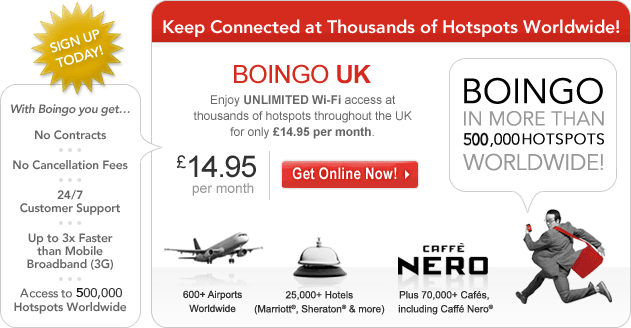 SIGN UP
TODAY!
With Boingo you get...
No Contracts
No Cancellation Fees
24/7
Customer Support
Up to 3x Faster
than Mobile
Broadband (3G)
Access to 500,000
Hotspots Worldwide
Keep Connected at Thousands of Hotspots Worldwide!
BOINGO UK
Enjoy UNLIMITED Wi-Fi access at
thousands of hotspots throughout the UK
for only £14.95 per month.
£14.95
per month
Get Online Now!
BOINGO
IN MORE THAN
500,000 HOTSPOTS
WORLDWIDE!
600+ Airports
Worldwide
25,000+ Hotels
(Marriott®, Sheraton® & more)
CAFFÈ
NERO
Plus 70,000+ Cafés,
including Caffé Nero®